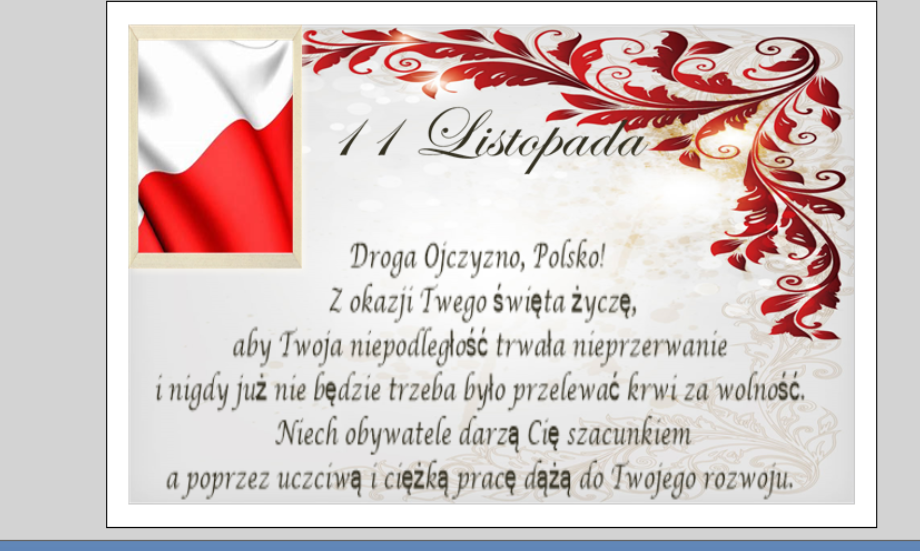 11 Listopada
Droga Ojczyzno, Polsko!
Z okazji Twego święta życzę,
aby Twoja niepodległość trwała nieprzerwanie
i nigdy już nie będzie trzeba było przelewać krwi za wolność.
Niech obywatele darzą Cię szacunkiem
a poprzez uczciwą i ciężką pracę dążą do Twojego rozwoju.